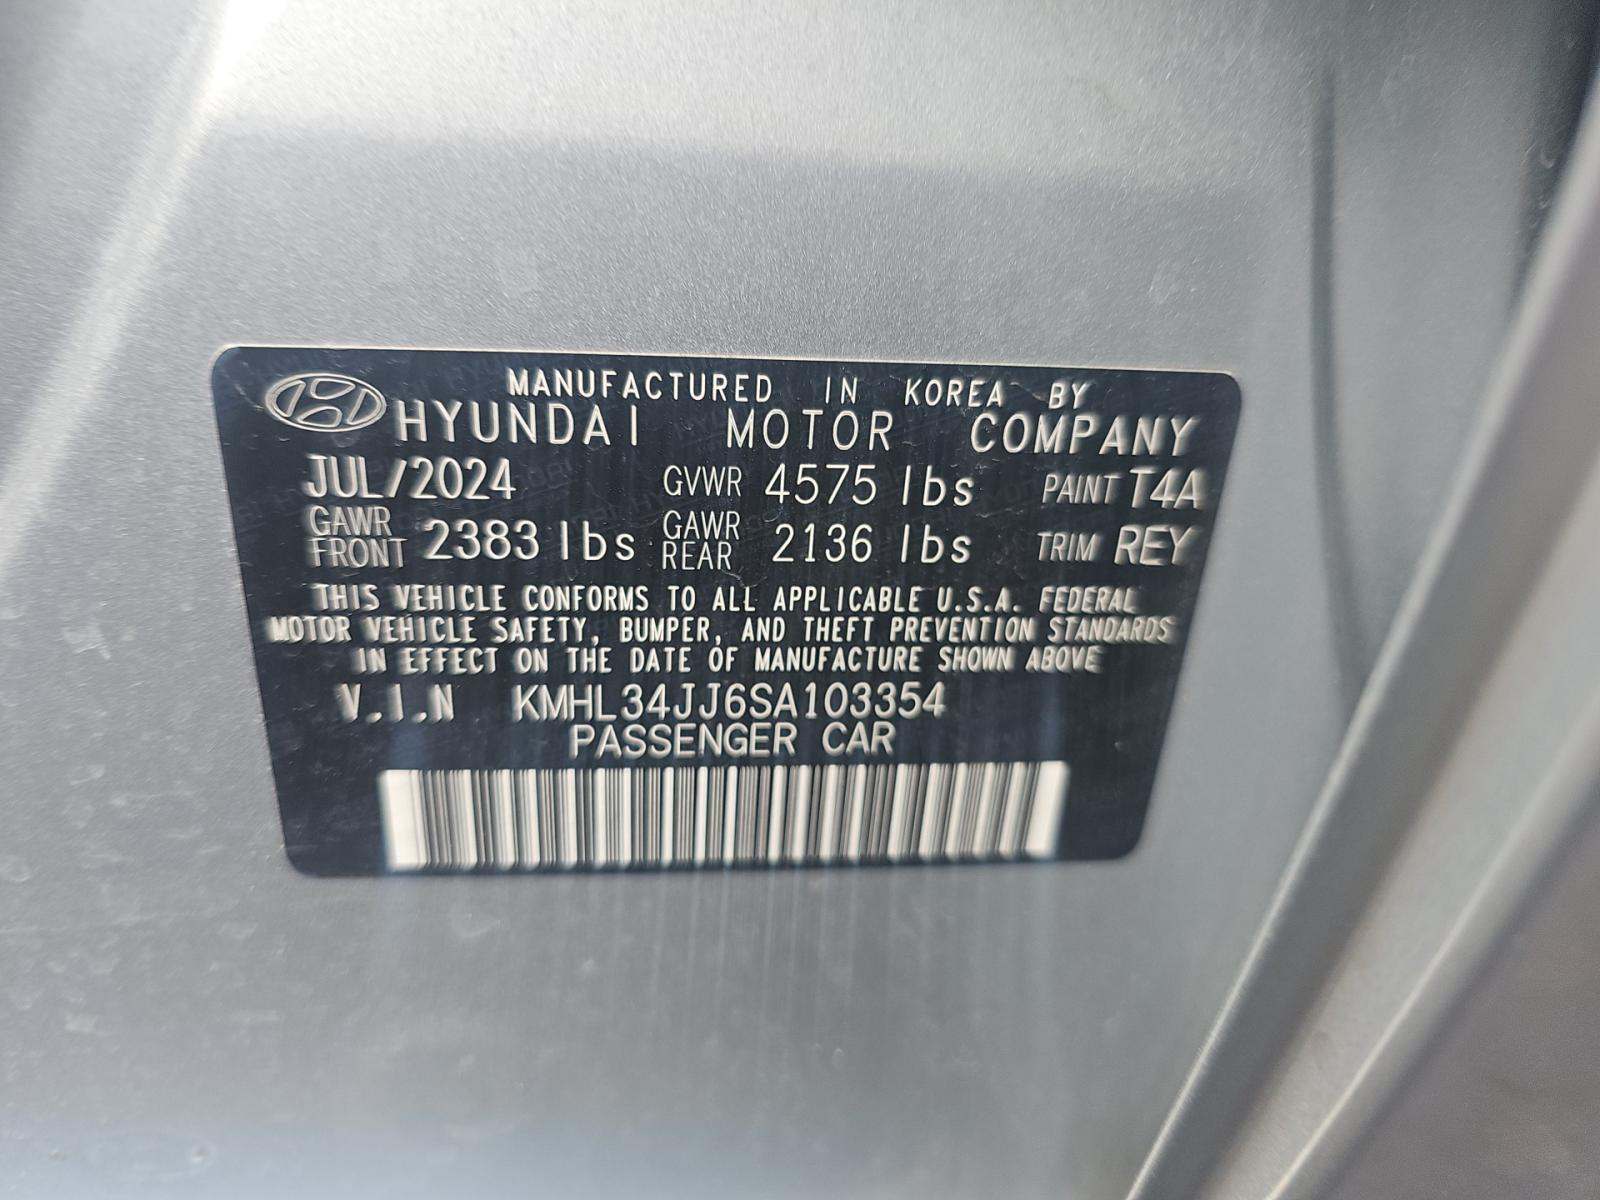 MANUFACTURED IN KOREA BY
HYUNDAI MOTOR COMPANY
JUL/2024 GVWR 4575 lbs PAINT T4A
GAWR FRONT 2383 lbs GAWR REAR 2136 lbs TRIM REY
THIS VEHICLE CONFORMS TO ALL APPLICABLE U.S.A. FEDERAL
MOTOR VEHICLE SAFETY, BUMPER, AND THEFT PREVENTION STANDARDS
IN EFFECT ON THE DATE OF MANUFACTURE SHOWN ABOVE
V.I.N KMHL34JJ6SA103354
PASSENGER CAR